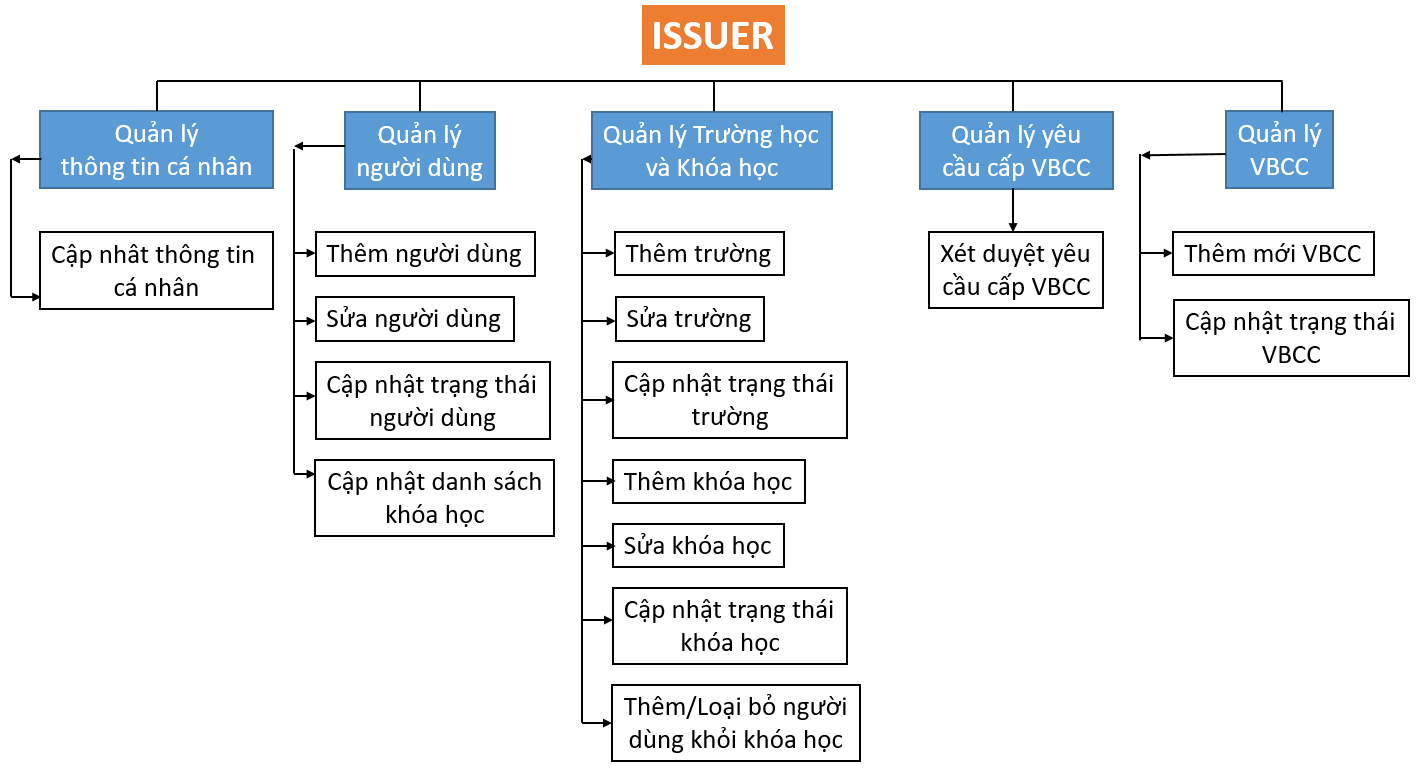 ISSUER
Quản lý
thông tin cá nhân
Cập nhât thông tin
cá nhân
Quản lý
người dùng
Thêm người dùng
Sửa người dùng
Cập nhật trạng thái
người dùng
Cập nhật danh sách
khóa học
Quản lý Trường học
và Khóa học
Thêm trường
Sửa trường
Cập nhật trạng thái
trường
Thêm khóa học
Sửa khóa học
Cập nhật trạng thái
khóa học
Thêm/Loại bỏ người
dùng khỏi khóa học
Quản lý yêu
cầu cấp VBCC
Xét duyệt yêu
cầu cấp VBCC
Quản lý
VBCC
Thêm mới VBCC
Cập nhật trạng thái
VBCC